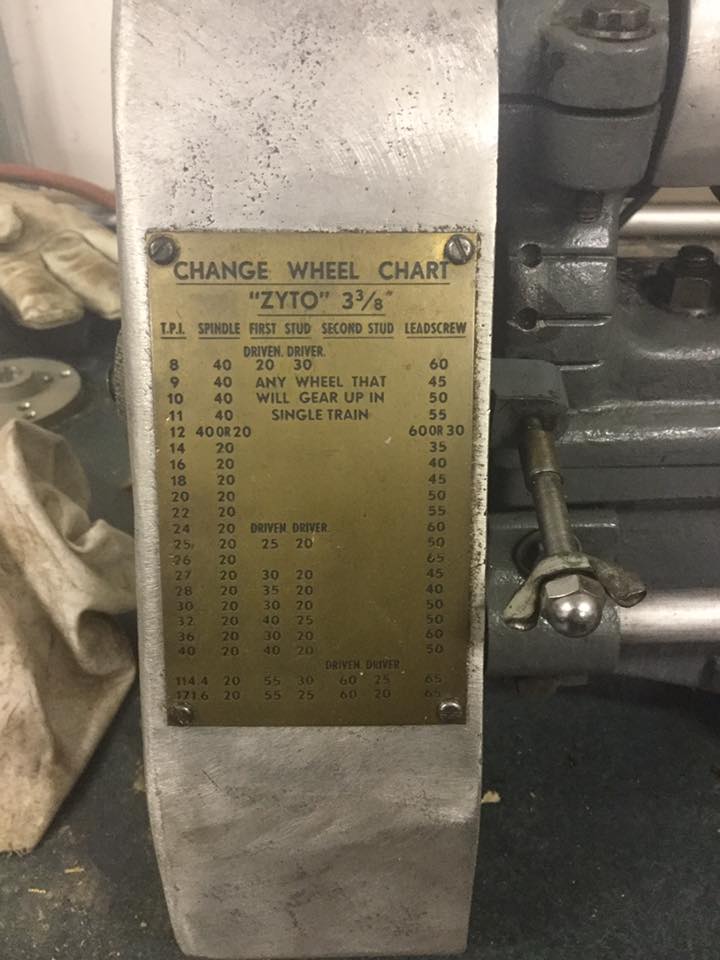 CHANGE WHEEL CHART
"ZYTO" 3 3/8"
T.P.I. SPINDLE FIRST STUD SECOND STUD LEADSCREW
DRIVEN. DRIVER.
8 40 20 30 60
9 40 ANY WHEEL THAT 45
10 40 WILL GEAR UP IN 50
11 40 SINGLE TRAIN 55
12 40 OR 20 60 OR 30
14 20 35
16 20 40
18 20 45
20 20 50
22 20 55
24 20 DRIVEN. DRIVER. 60
25 20 25 20 50
26 20 65
27 20 30 20 45
28 20 35 20 40
30 20 30 20 50
32 20 40 25 50
36 20 30 20 60
40 20 40 20 50
DRIVEN DRIVER
114.4 20 55 30 60 25 65
171.6 20 55 25 60 20 65